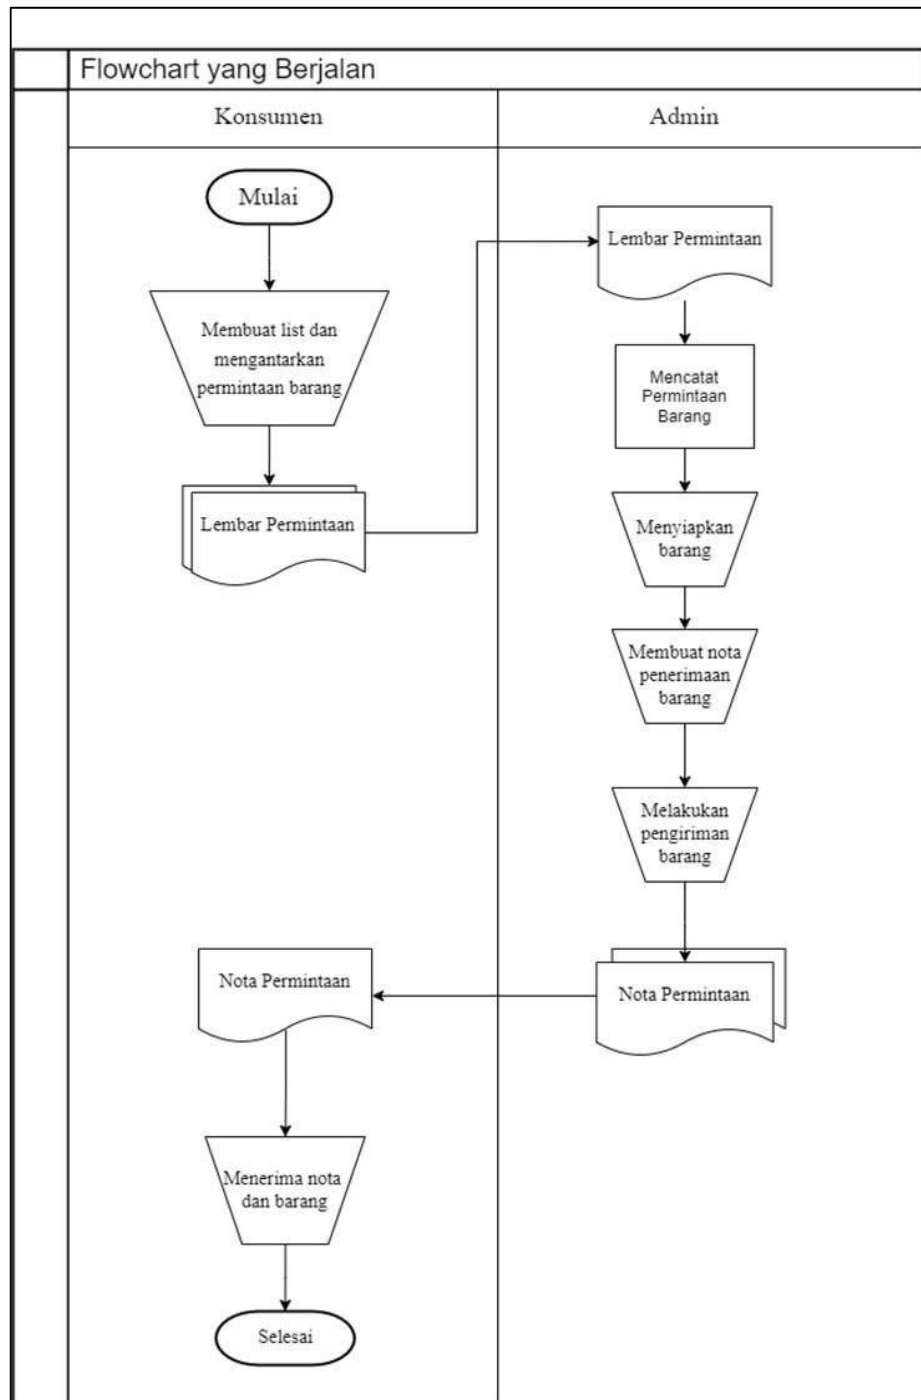 Flowchart yang Berjalan
Konsumen
Admin
Mulai
Membuat list dan
mengantarkan
permintaan barang
Lembar Permintaan
Lembar Permintaan
Mencatat
Permintaan
Barang
Menyiapkan
barang
Membuat nota
penerimaan
barang
Melakukan
pengiriman
barang
Nota Permintaan
Nota Permintaan
Menerima nota
dan barang
Selesai